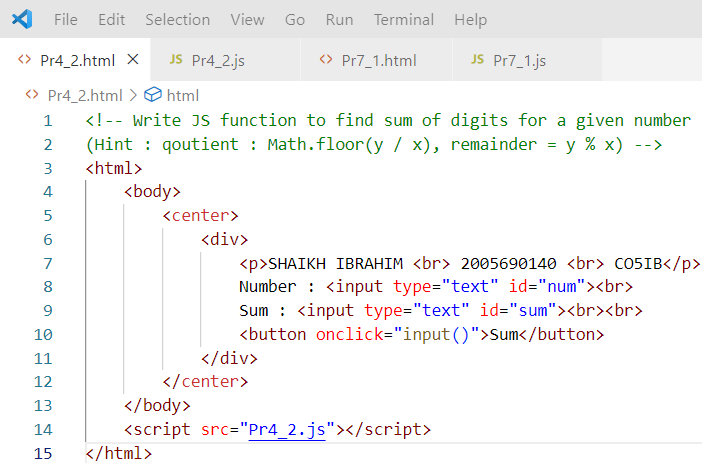 File Edit Selection View Go Run Terminal Help
<> Pr4_2.html × JS Pr4_2.js <> Pr7_1.html JS Pr7_1.js
<> Pr4_2.html > html
1 <!-- Write JS function to find sum of digits for a given number
2 (Hint : qoutient : Math.floor(y / x), remainder = y % x) -->
3 <html>
4 <body>
5 <center>
6 <div>
7 <p>SHAIKH IBRAHIM <br> 2005690140 <br> CO5IB</p>
8 Number : <input type="text" id="num"><br>
9 Sum : <input type="text" id="sum"><br><br>
10 <button onclick="input()">Sum</button>
11 </div>
12 </center>
13 </body>
14 <script src="Pr4_2.js"></script>
15 </html>